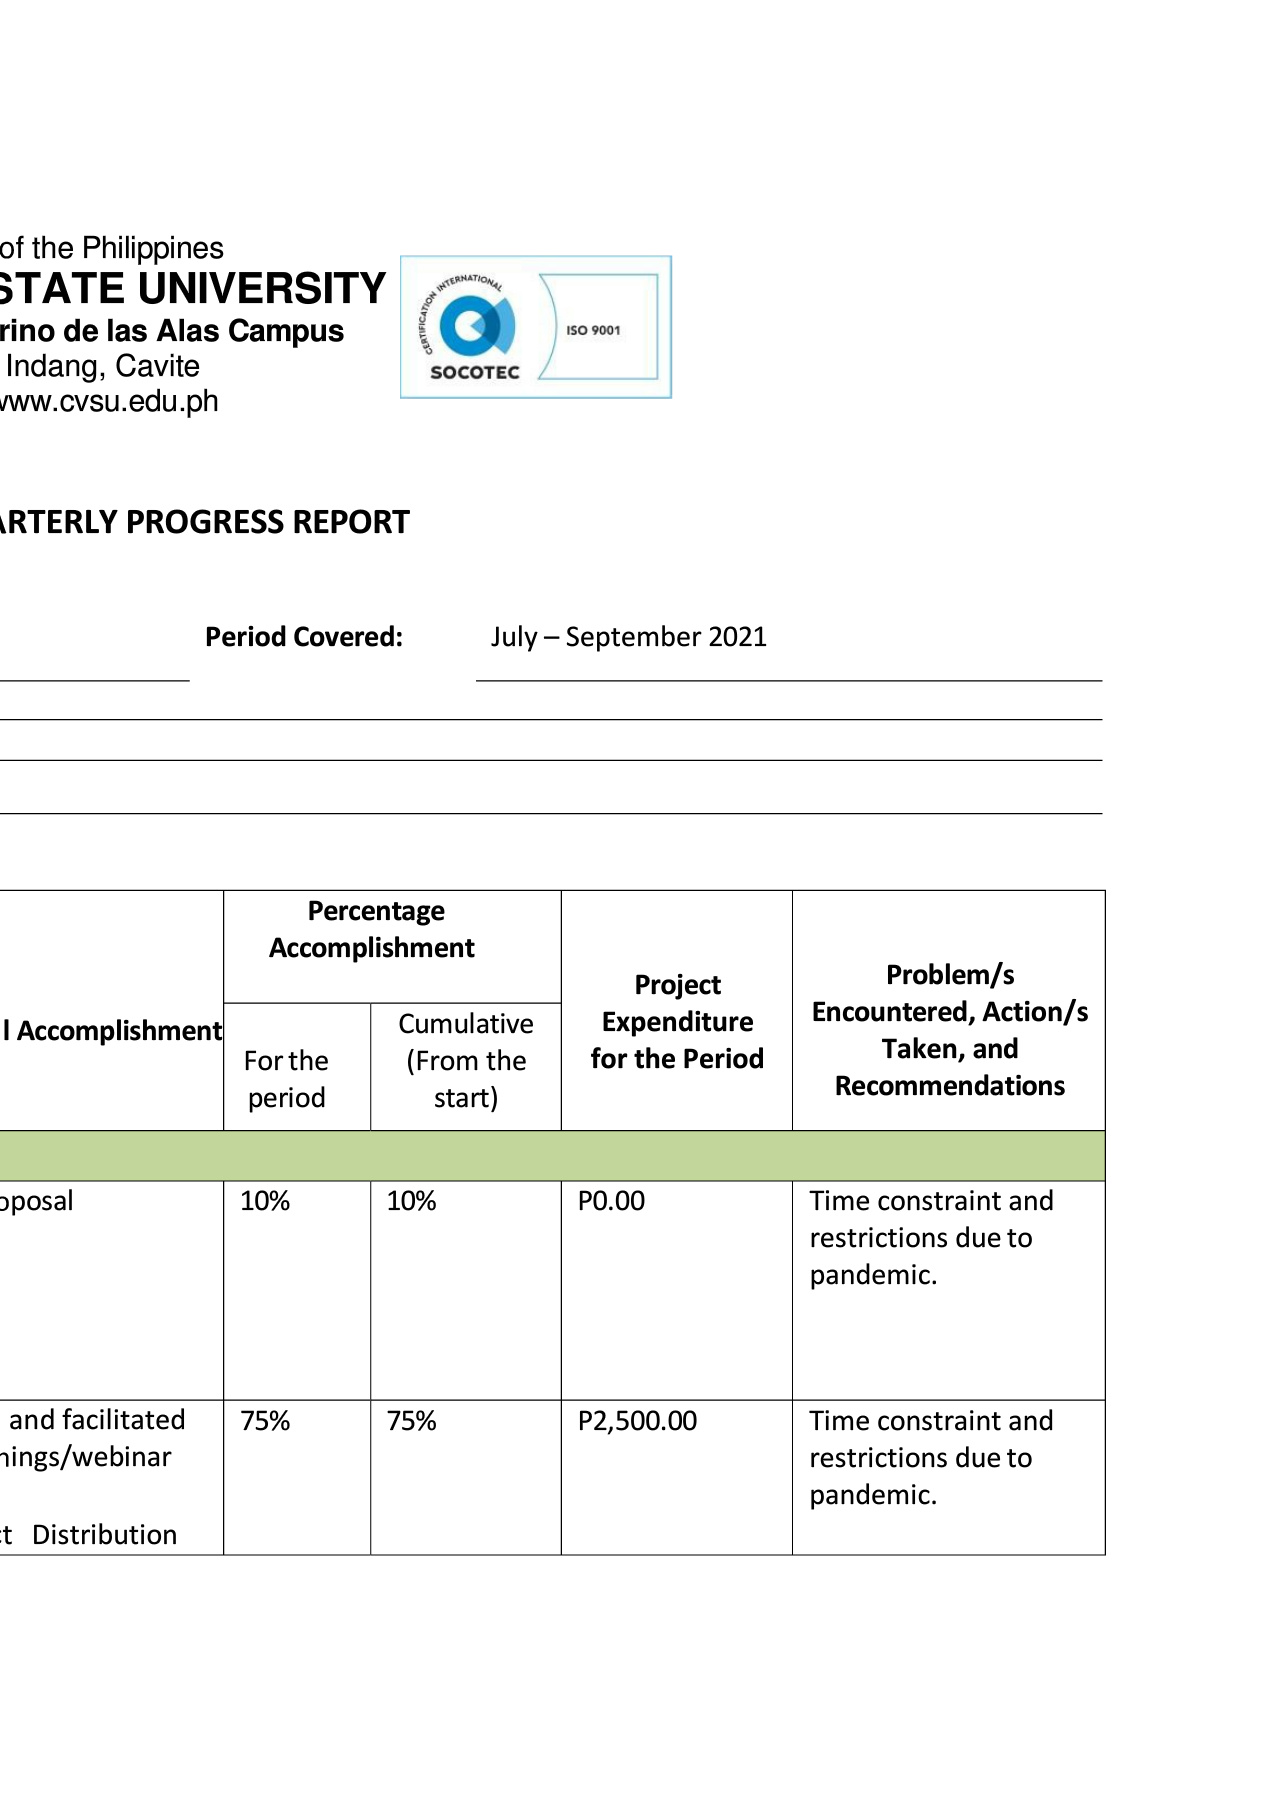 of the Philippines
STATE UNIVERSITY
rino de las Alas Campus
Indang, Cavite
www.cvsu.edu.ph
CERTIFICATION INTERNATIONAL
SOCOTEC
ISO 9001
ARTERLY PROGRESS REPORT
Period Covered: July – September 2021
l Accomplishment
Percentage
Accomplishment
For the
period
Cumulative
(From the
start)
Project
Expenditure
for the Period
Problem/s
Encountered, Action/s
Taken, and
Recommendations
oposal
10%
10%
P0.00
Time constraint and
restrictions due to
pandemic.
and facilitated
nings/webinar
ct Distribution
75%
75%
P2,500.00
Time constraint and
restrictions due to
pandemic.